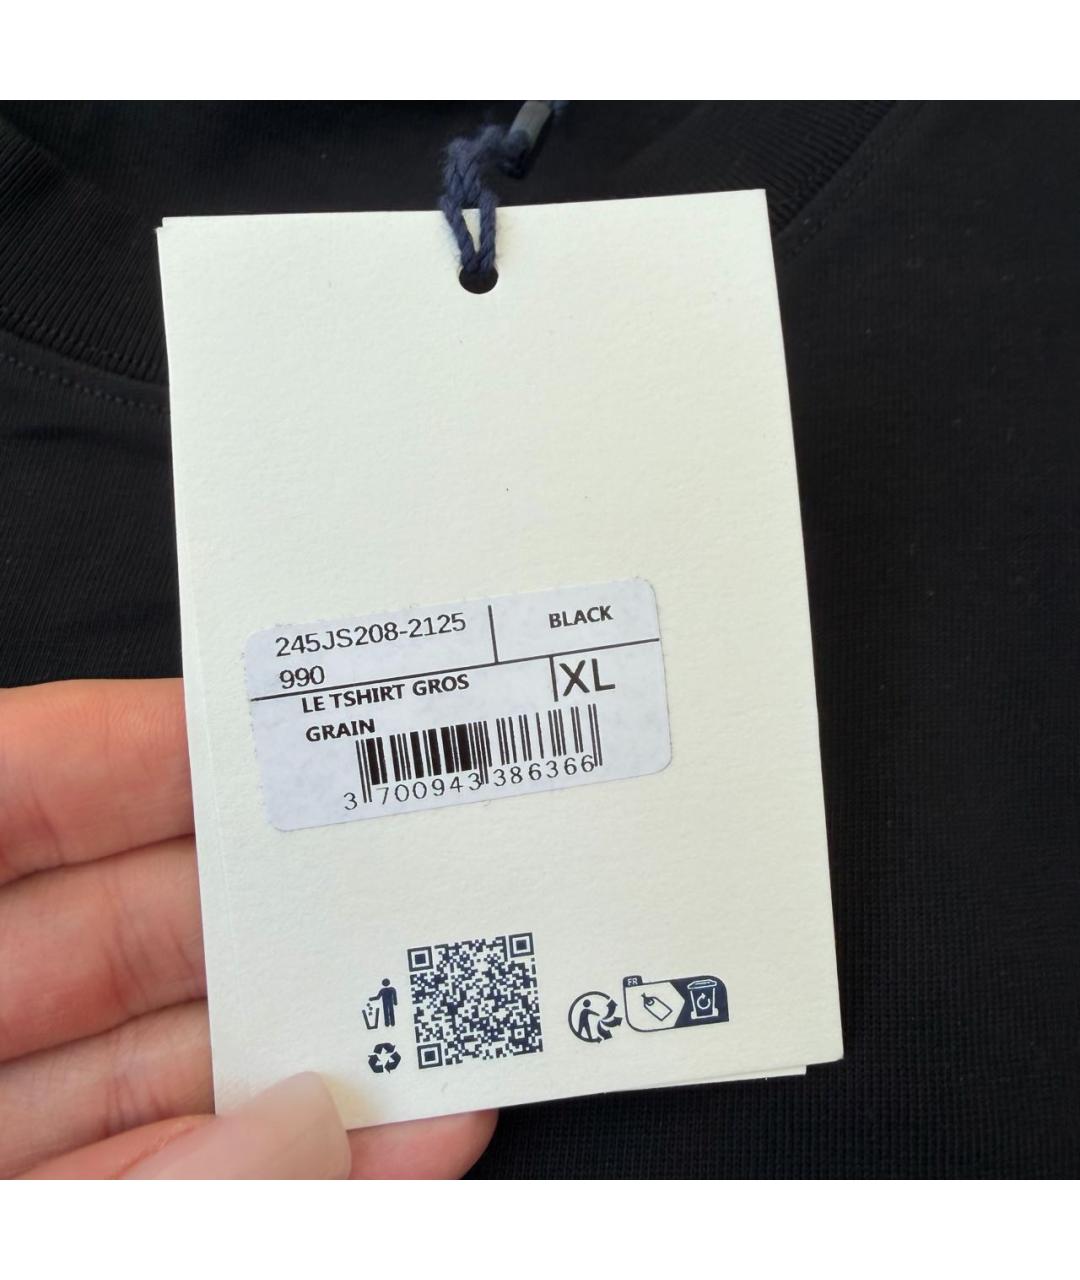 245JS208-2125
990
BLACK
LE TSHIRT GROS
GRAIN
XL
3 700943 386366
FR